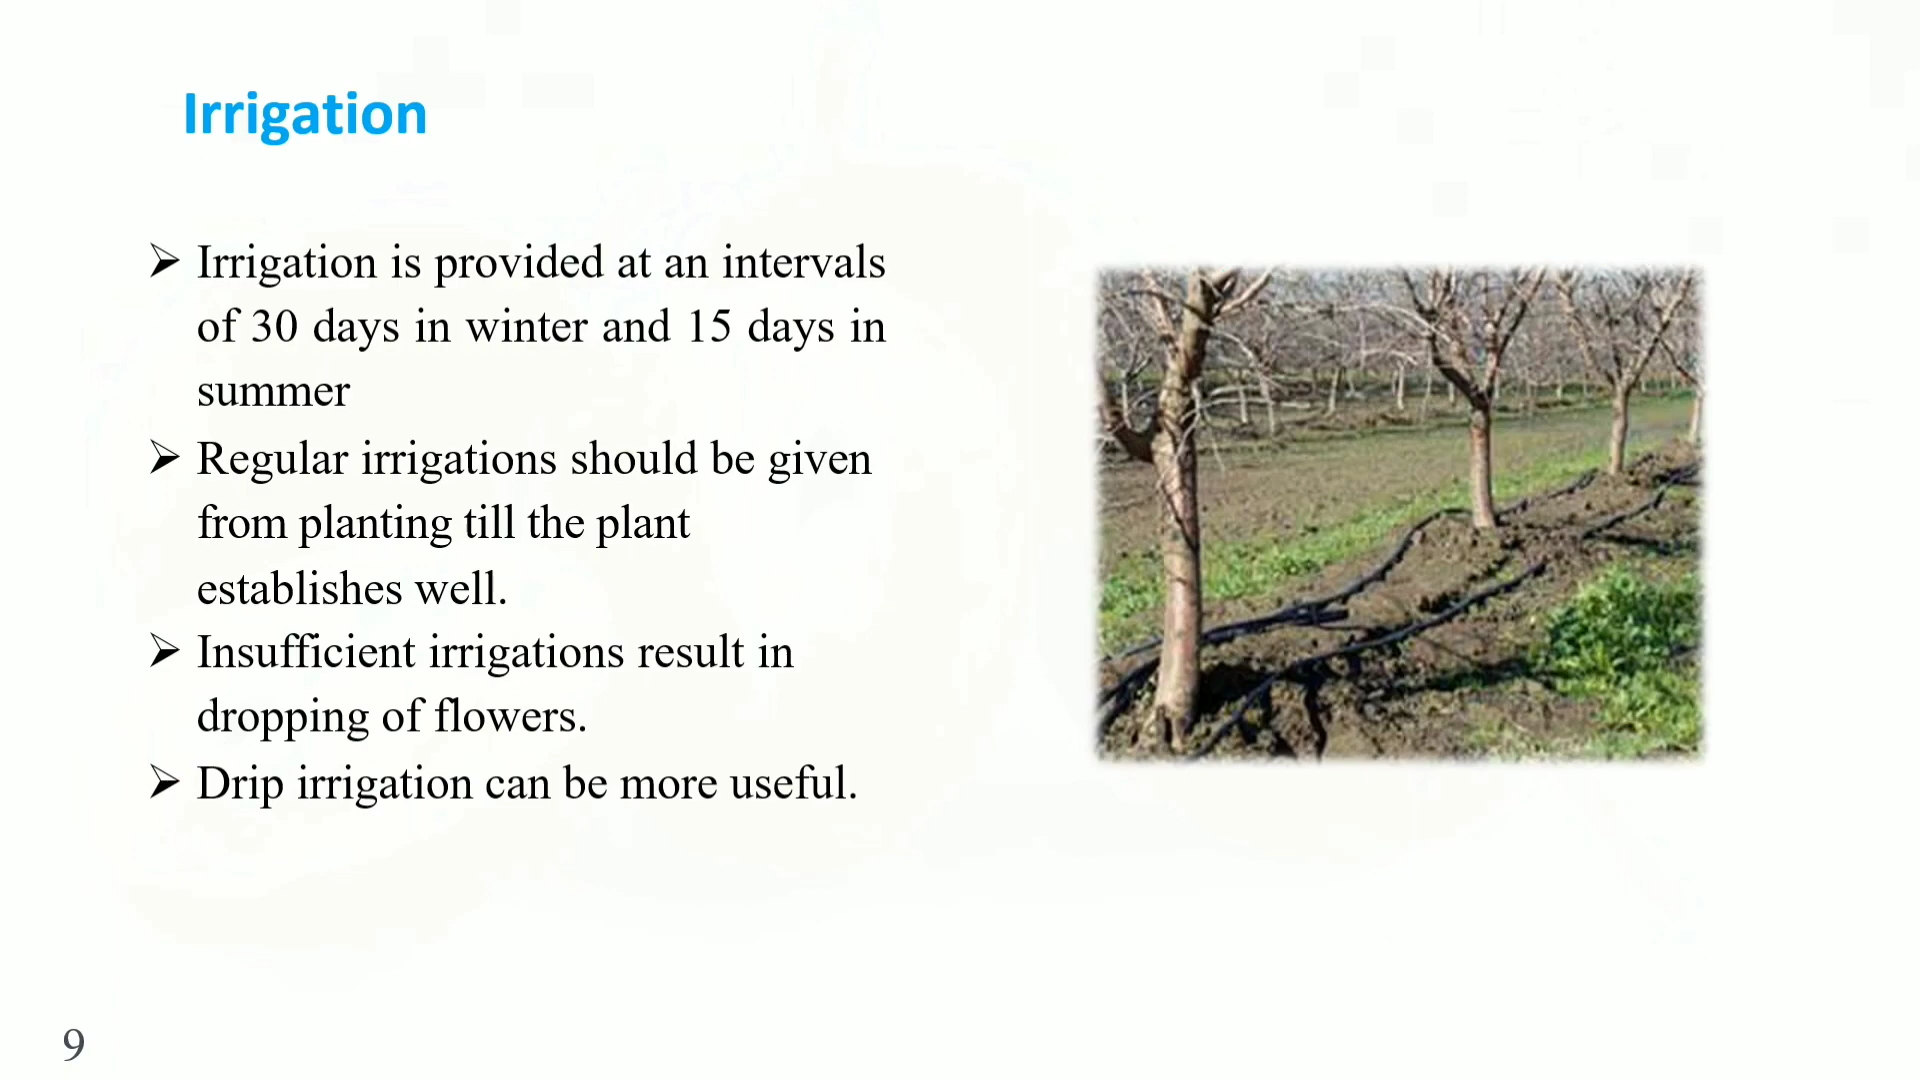 Irrigation
➢ Irrigation is provided at an intervals
of 30 days in winter and 15 days in
summer
➢ Regular irrigations should be given
from planting till the plant
establishes well.
➢ Insufficient irrigations result in
dropping of flowers.
➢ Drip irrigation can be more useful.
9